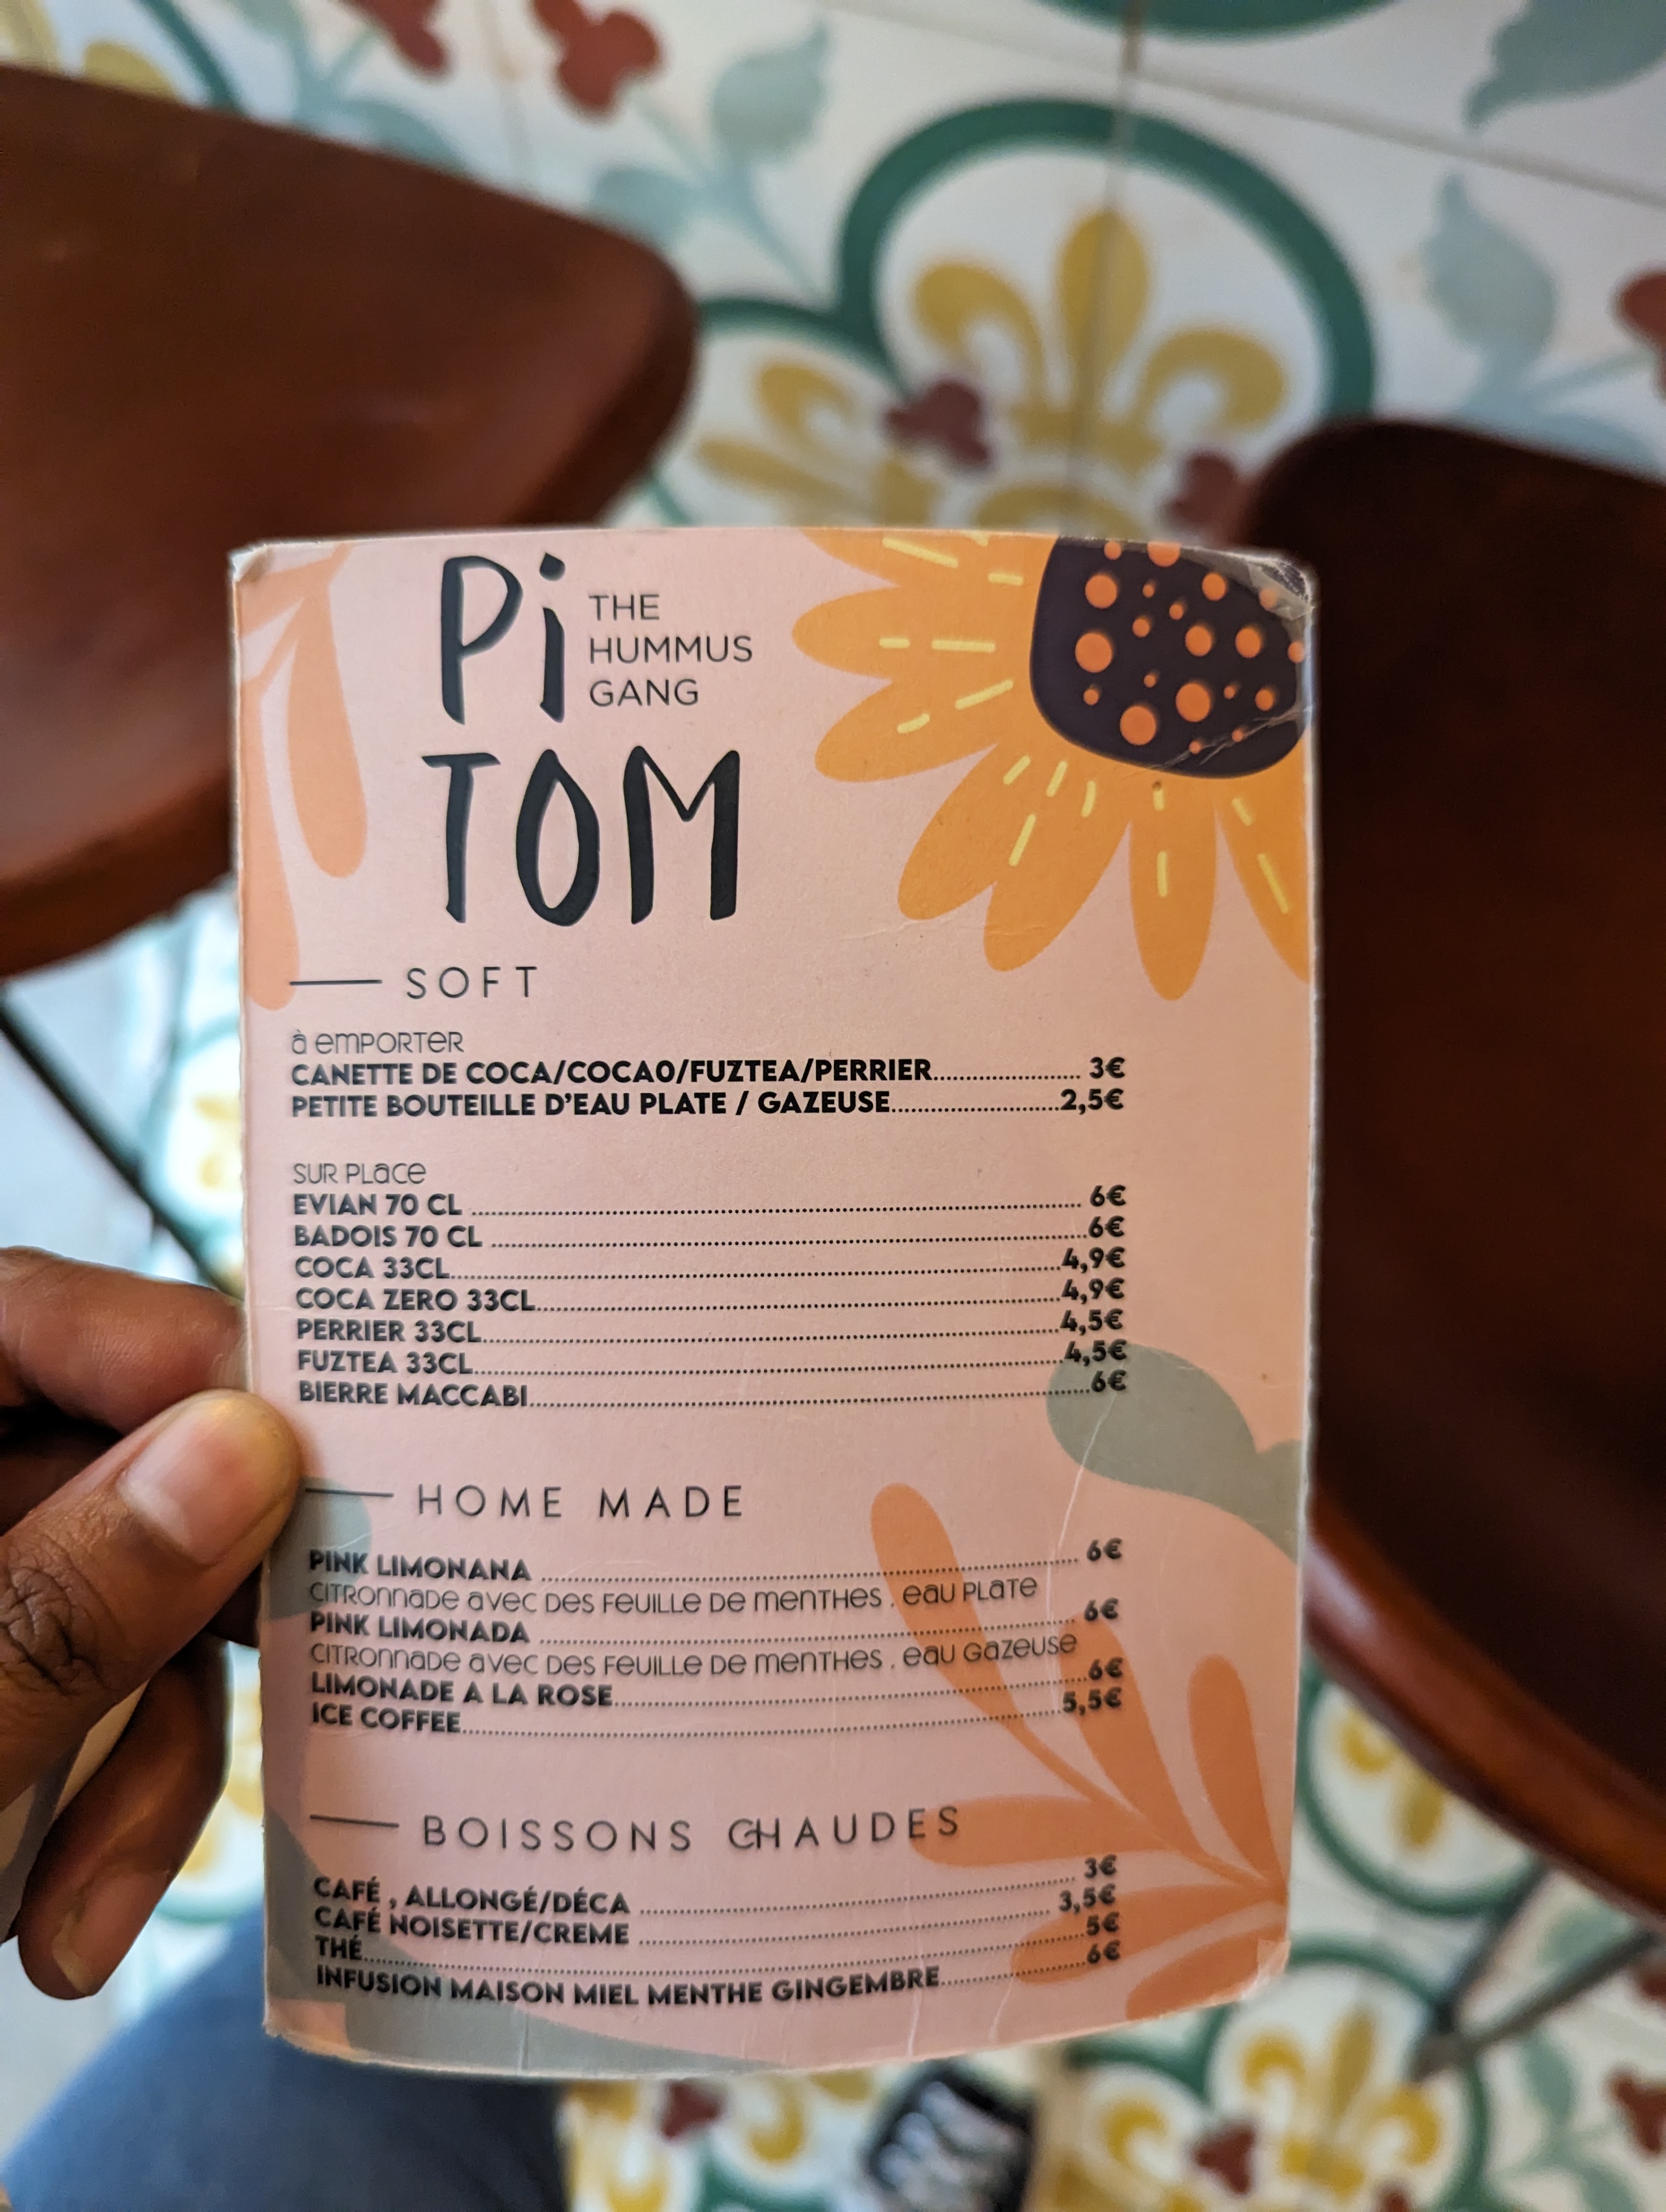 Pi
THE
HUMMUS
GANG
TOM
SOFT
à emporter
CANETTE DE COCA/COCA0/FUZTEA/PERRIER.................... 3€
PETITE BOUTEILLE D'EAU PLATE / GAZEUSE.......................2,5€
sur place
EVIAN 70 CL ........................................ 6€
BADOIS 70 CL ........................................6€
COCA 33CL........................................4,9€
COCA ZERO 33CL........................................4,9€
PERRIER 33CL........................................4,5€
FUZTEA 33CL........................................4,5€
BIERRE MACCABI........................................6€
HOME MADE
PINK LIMONANA ........................................ 6€
citronnade avec des feuille de menthes . eau plate
PINK LIMONADA ........................................ 6€
citronnade avec des feuille de menthes . eau gazeuse
LIMONADE A LA ROSE........................................6€
ICE COFFEE........................................5,5€
BOISSONS CHAUDES
CAFÉ , ALLONGÉ/DÉCA ........................................ 3€
CAFÉ NOISETTE/CREME ........................................ 3,5€
THÉ........................................5€
INFUSION MAISON MIEL MENTHE GINGEMBRE....................6€